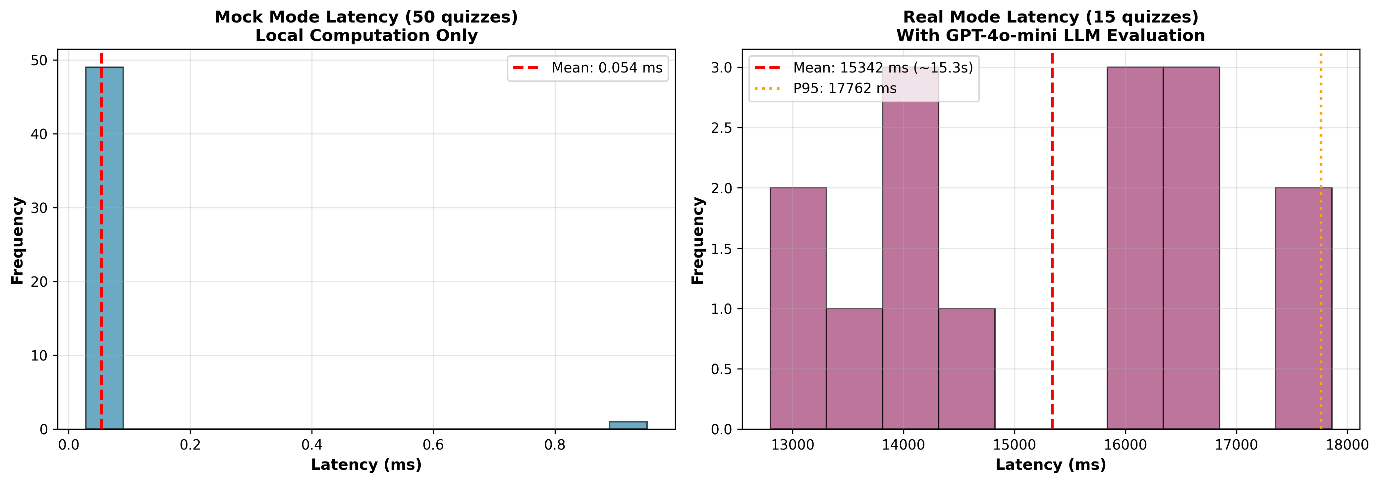 Mock Mode Latency (50 quizzes)
Local Computation Only
Mean: 0.054 ms
50
40
30
20
10
0
Frequency
0.0 0.2 0.4 0.6 0.8
Latency (ms)
Real Mode Latency (15 quizzes)
With GPT-4o-mini LLM Evaluation
Mean: 15342 ms (~15.3s)
P95: 17762 ms
3.0
2.5
2.0
1.5
1.0
0.5
0.0
Frequency
13000 14000 15000 16000 17000 18000
Latency (ms)